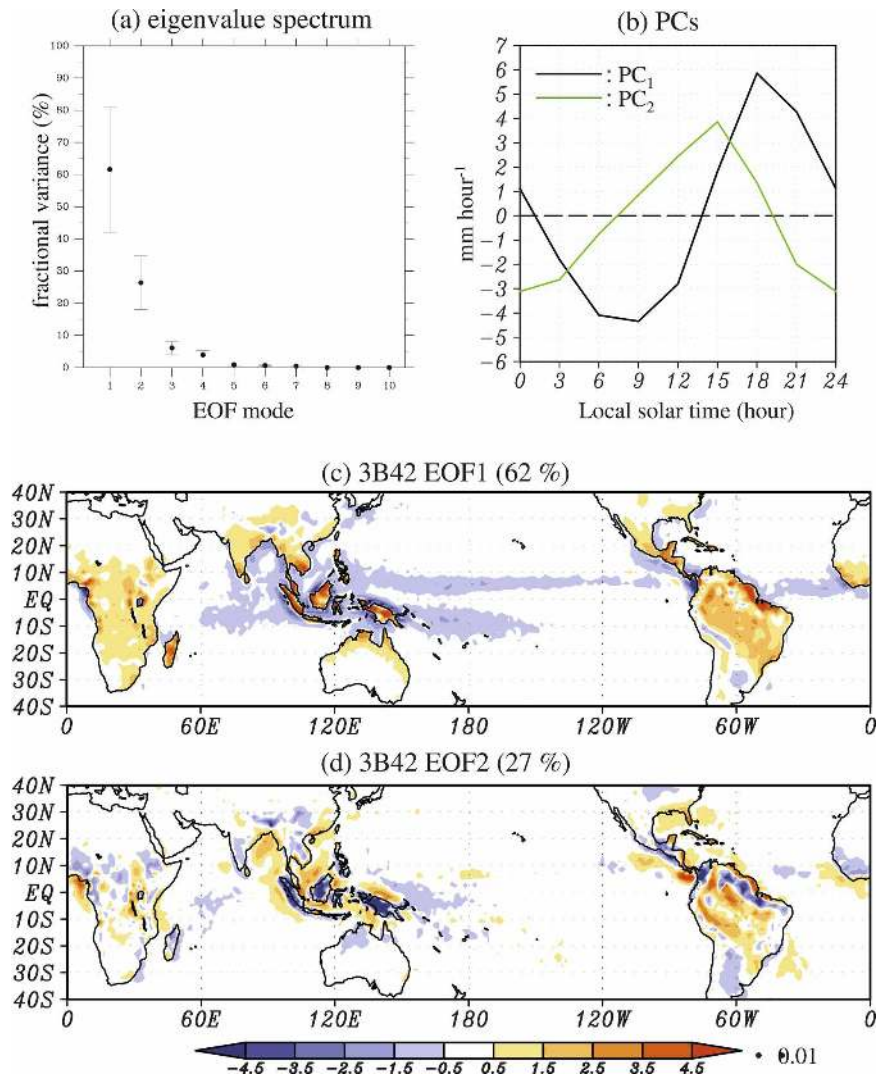 (a) eigenvalue spectrum
100
90
80
70
60
50
40
30
20
10
0
fractional variance (%)
1 2 3 4 5 6 7 8 9 10
EOF mode
(b) PCs
7
6
5
4
3
2
1
0
−1
−2
−3
−4
−5
−6
mm hour⁻¹
: PC₁
: PC₂
0 3 6 9 12 15 18 21 24
Local solar time (hour)
(c) 3B42 EOF1 (62 %)
40N
30N
20N
10N
EQ
10S
20S
30S
40S
0 60E 120E 180 120W 60W 0
(d) 3B42 EOF2 (27 %)
40N
30N
20N
10N
EQ
10S
20S
30S
40S
0 60E 120E 180 120W 60W 0
−4.5 −3.5 −2.5 −1.5 −0.5 0.5 1.5 2.5 3.5 4.5
0.01